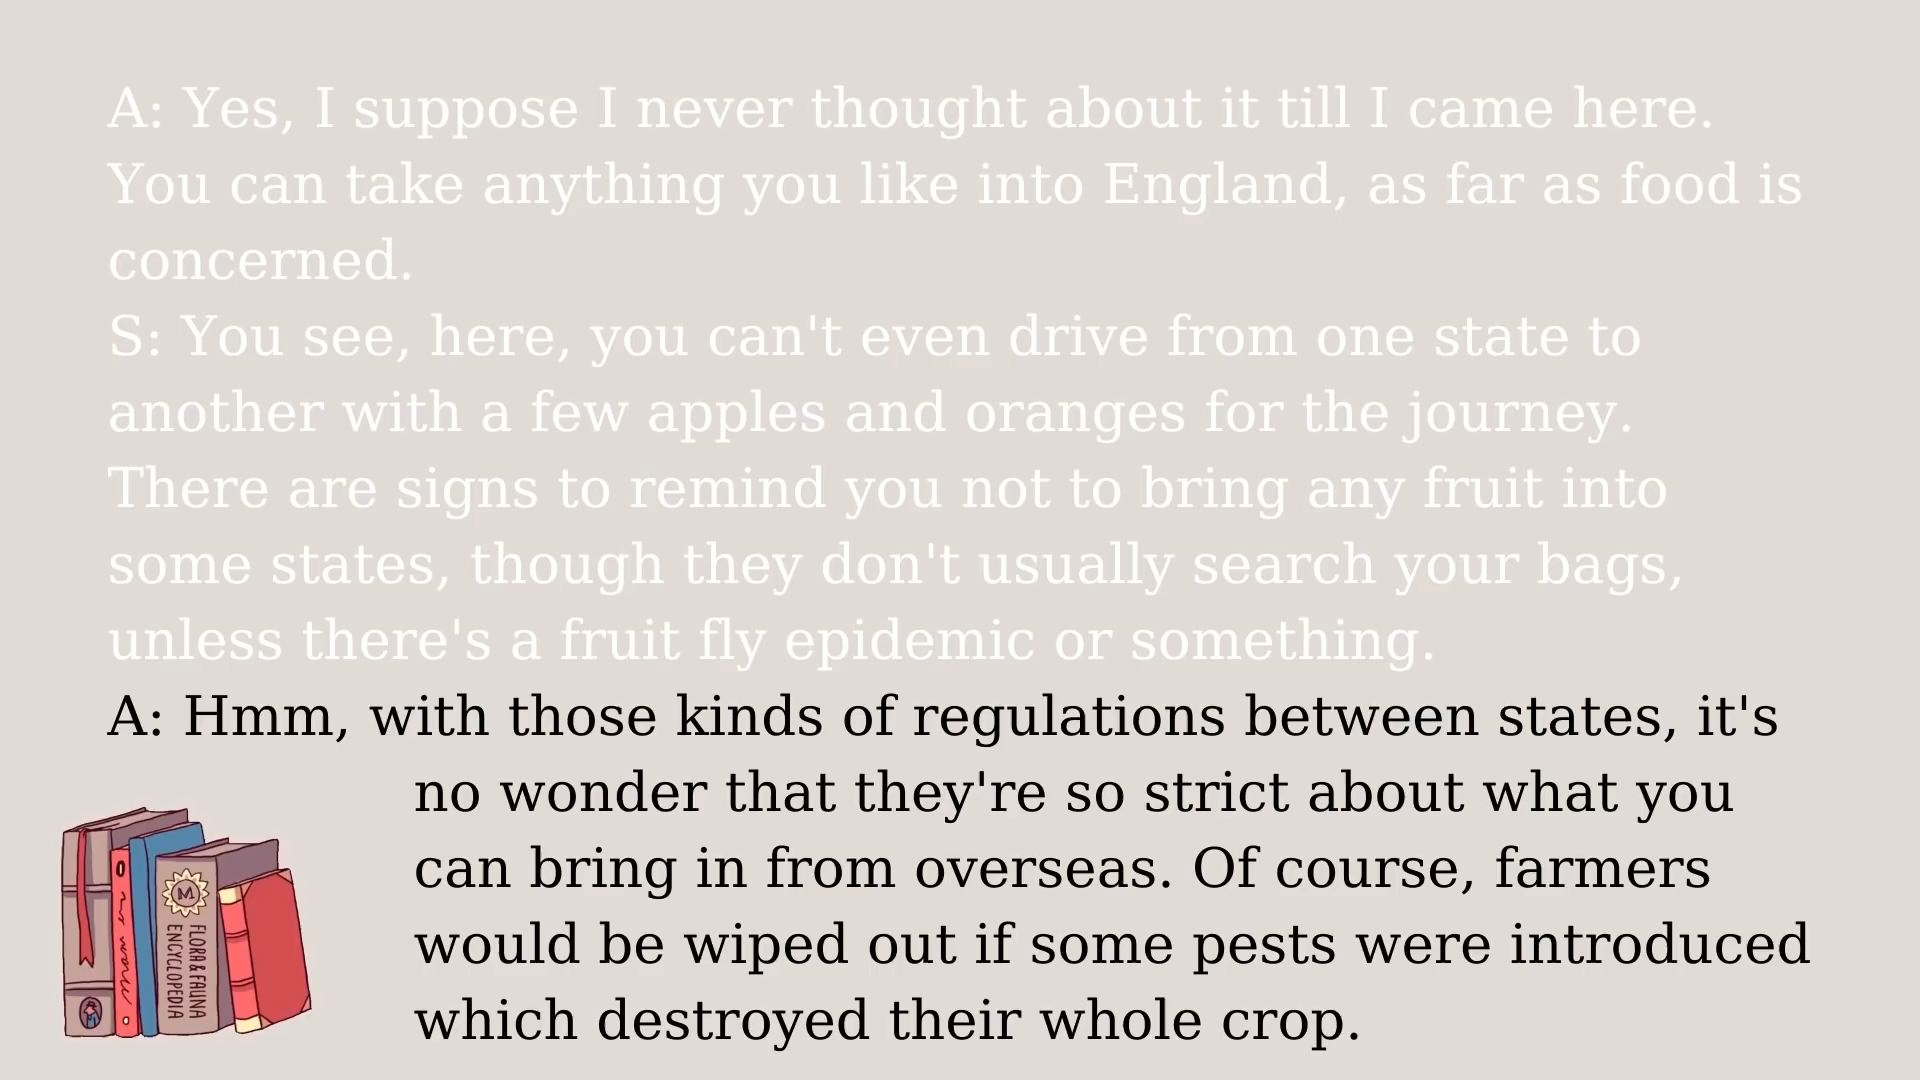 A: Yes, I suppose I never thought about it till I came here.
You can take anything you like into England, as far as food is
concerned.
S: You see, here, you can't even drive from one state to
another with a few apples and oranges for the journey.
There are signs to remind you not to bring any fruit into
some states, though they don't usually search your bags,
unless there's a fruit fly epidemic or something.
A: Hmm, with those kinds of regulations between states, it's
no wonder that they're so strict about what you
can bring in from overseas. Of course, farmers
would be wiped out if some pests were introduced
which destroyed their whole crop.
M
FLORA & FAUNA
ENCYCLOPEDIA